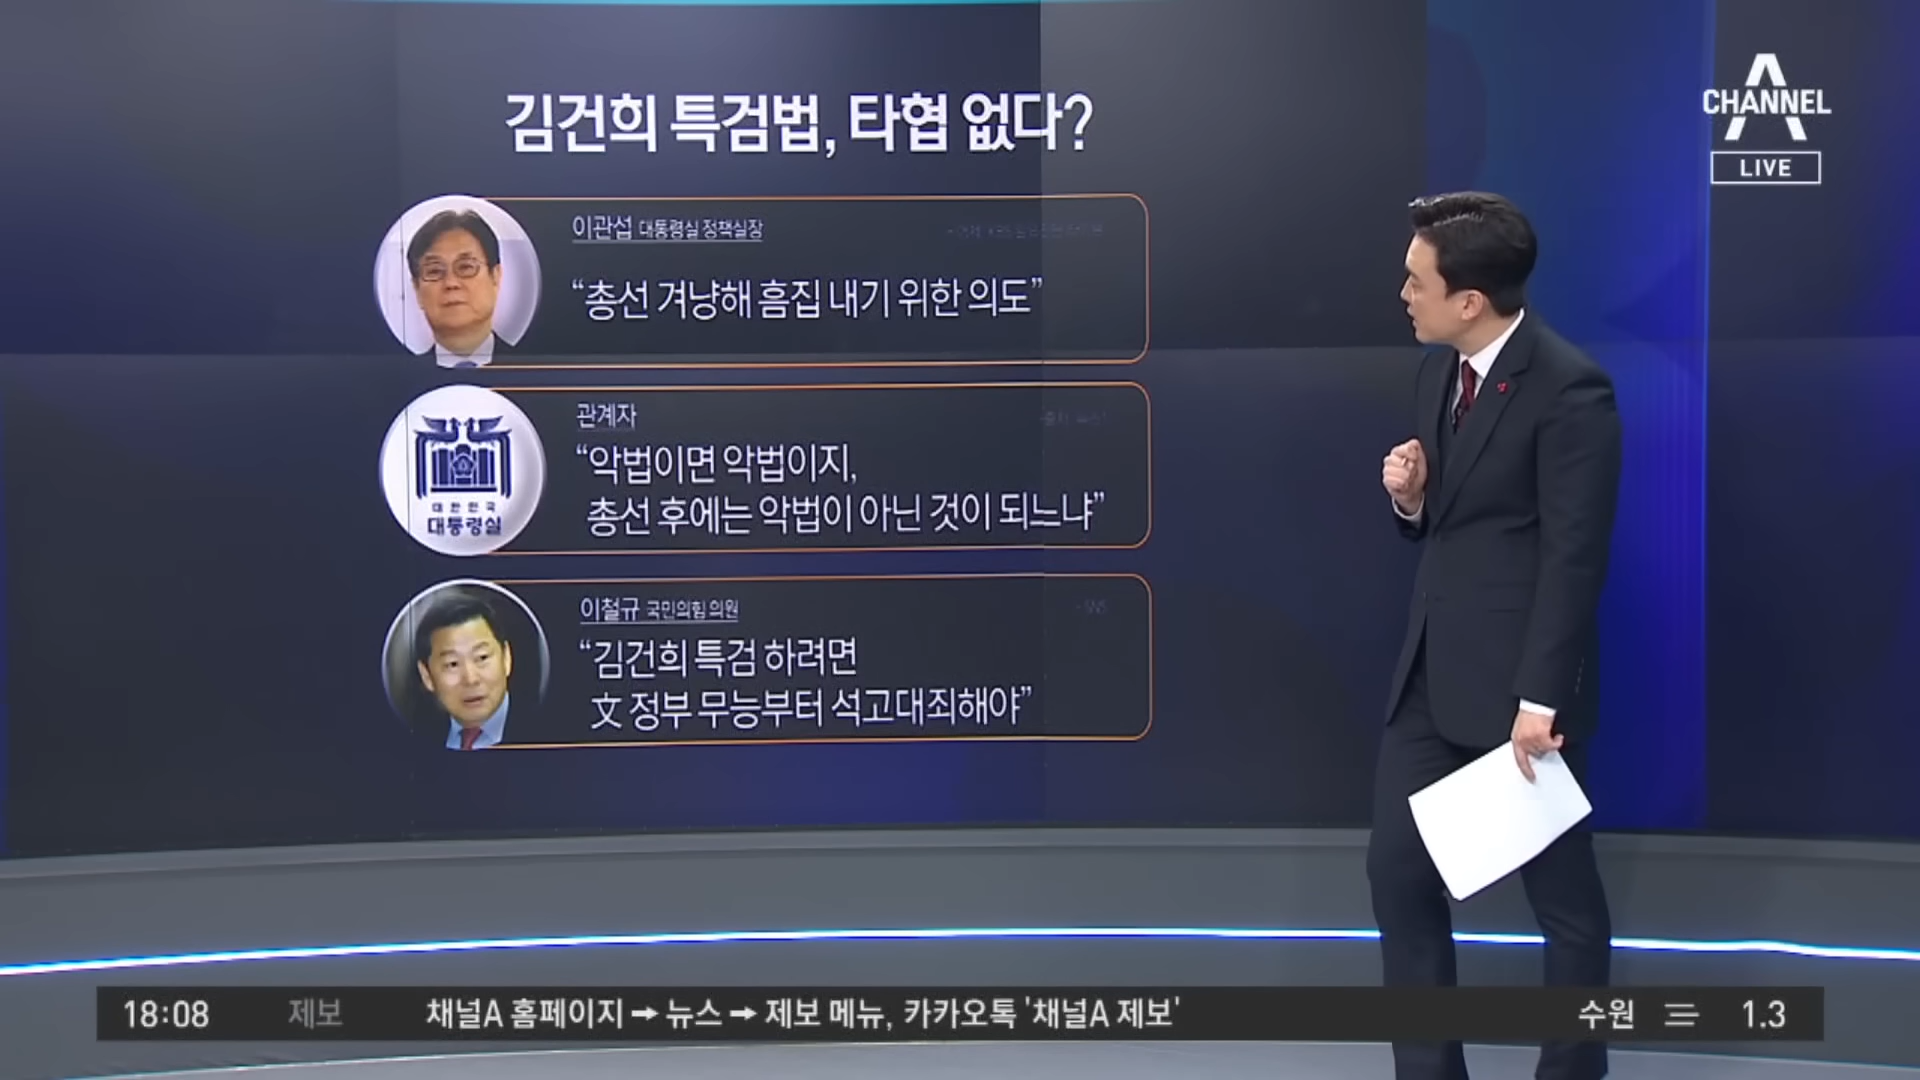 김건희 특검법, 타협 없다?
CHANNEL A
LIVE
이관섭 대통령실 정책실장
“총선 겨냥해 흠집 내기 위한 의도”
관계자
“악법이면 악법이지,
총선 후에는 악법이 아닌 것이 되느냐”
대한민국
대통령실
이철규 국민의힘 의원
- SNS
“김건희 특검 하려면
文 정부 무능부터 석고대죄해야”
18:08 제보 채널A 홈페이지 → 뉴스 → 제보 메뉴, 카카오톡 '채널A 제보' 수원 1.3